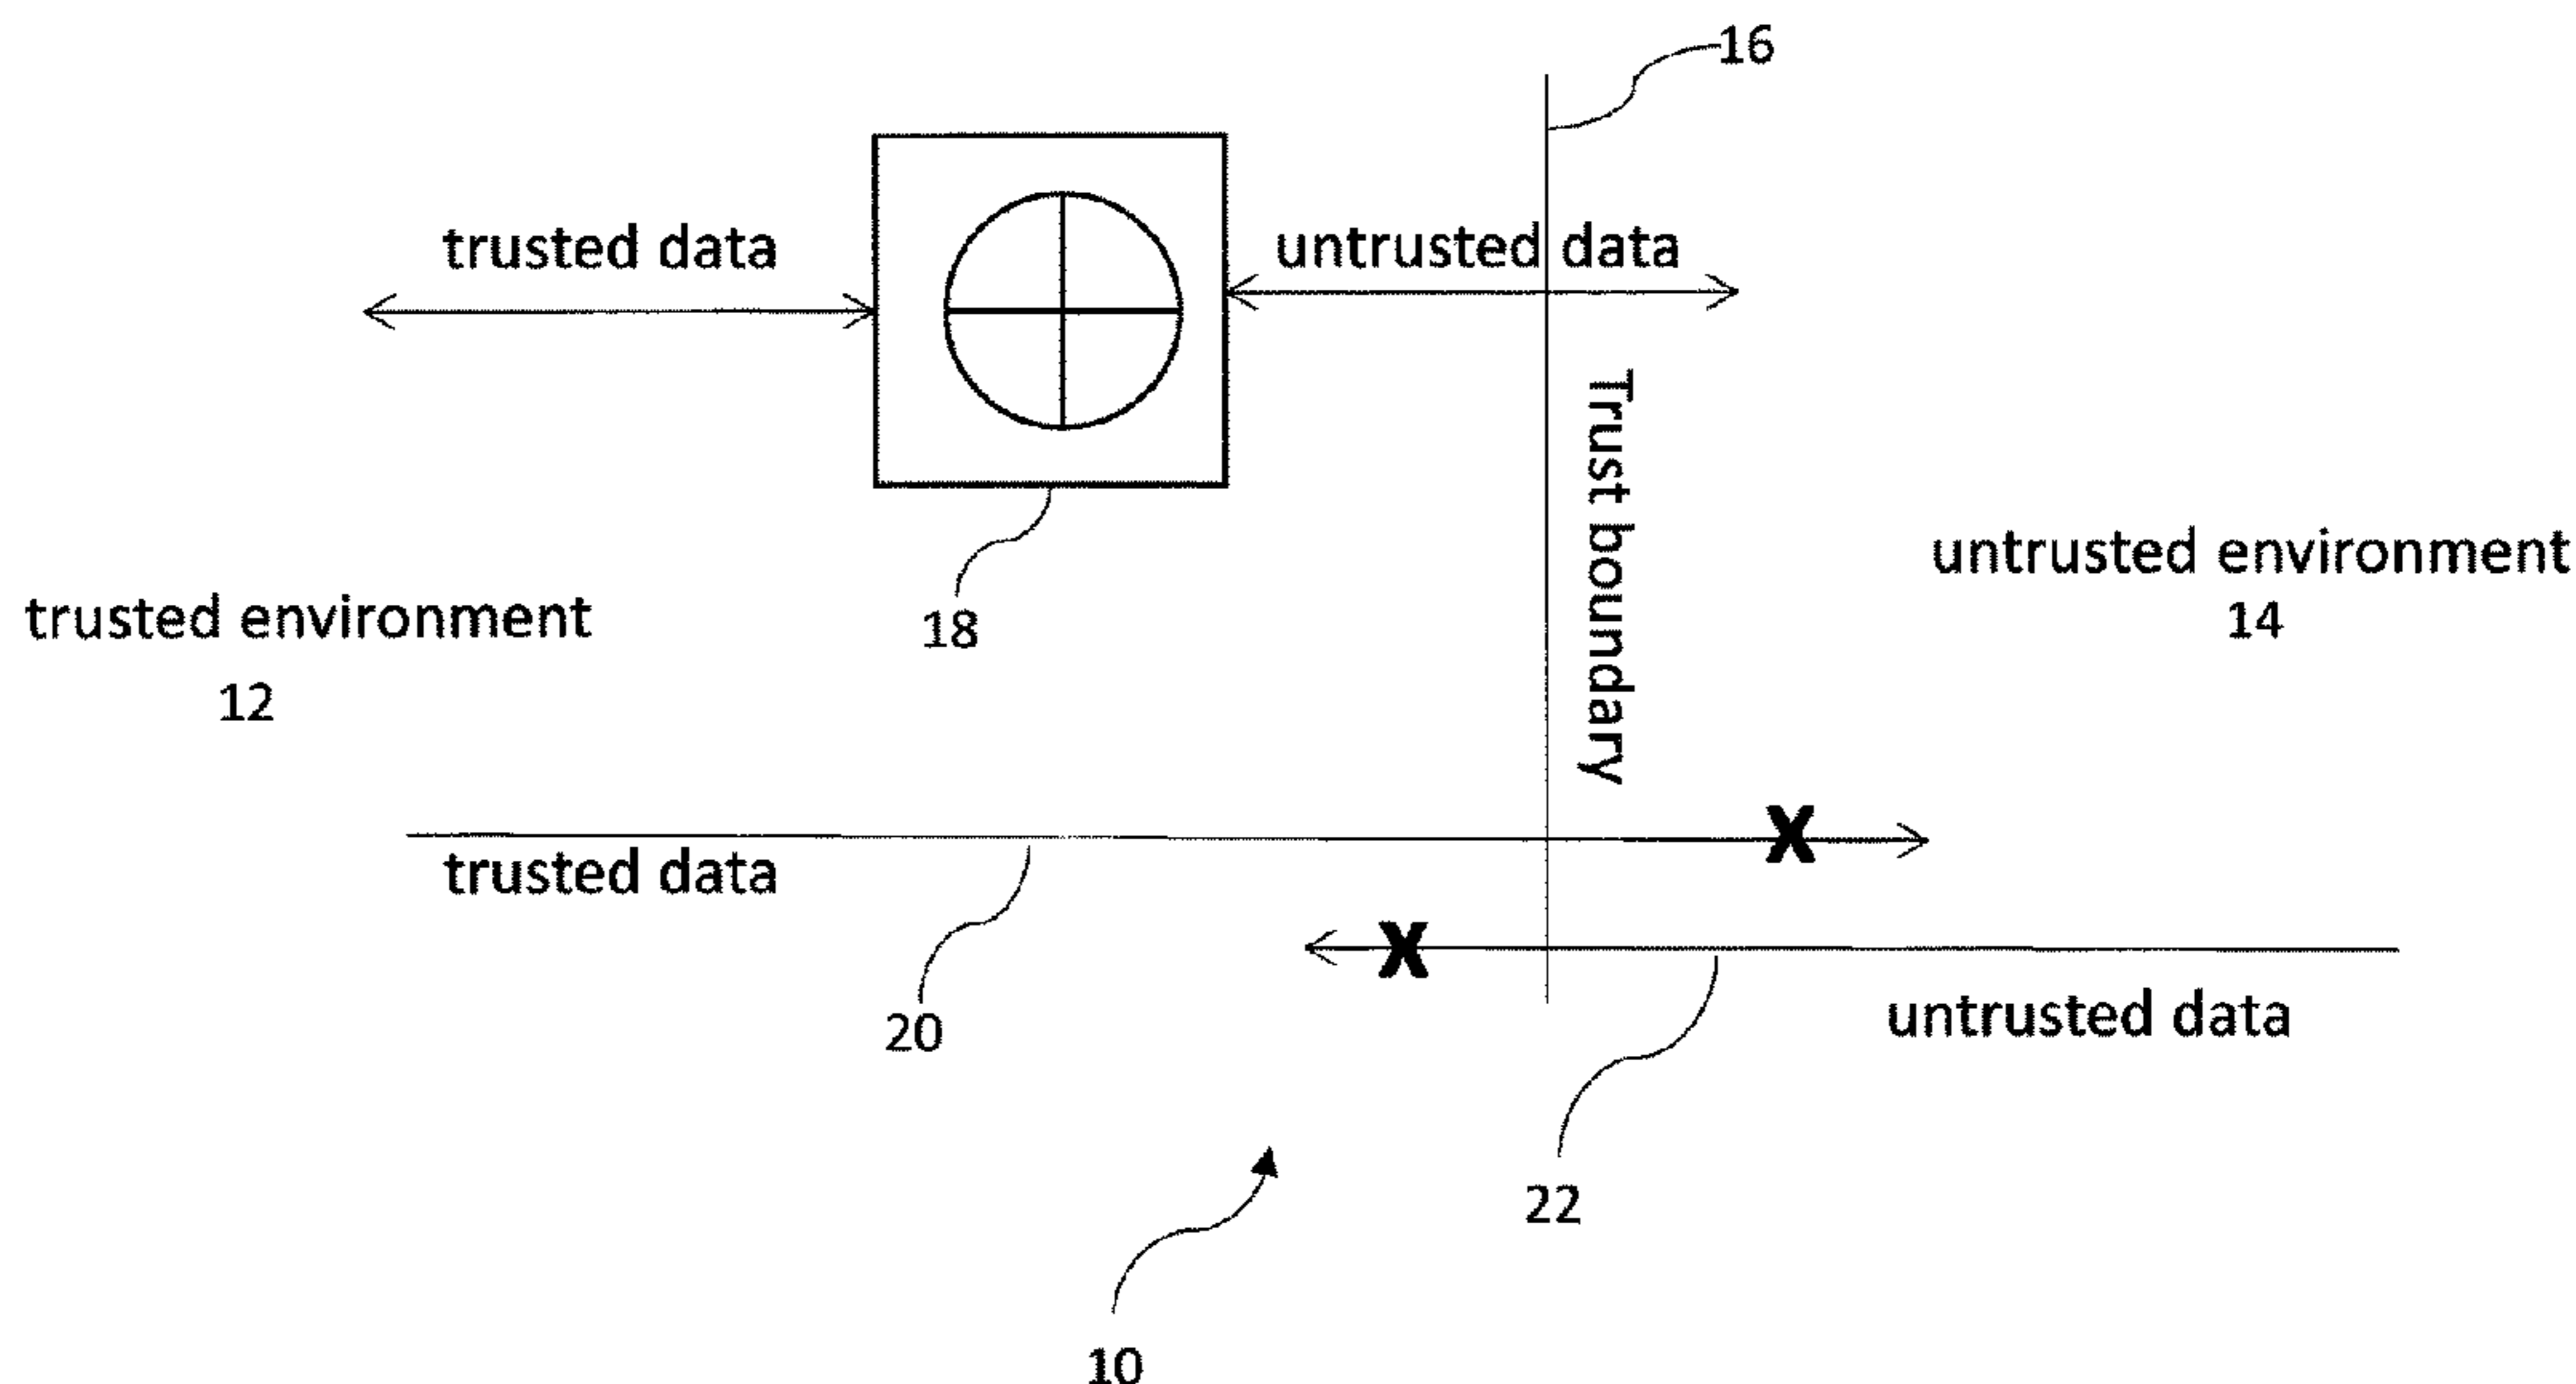 16
trusted data
untrusted data
Trust boundary
untrusted environment
14
trusted environment
12
18
X
trusted data
X
untrusted data
20
22
10